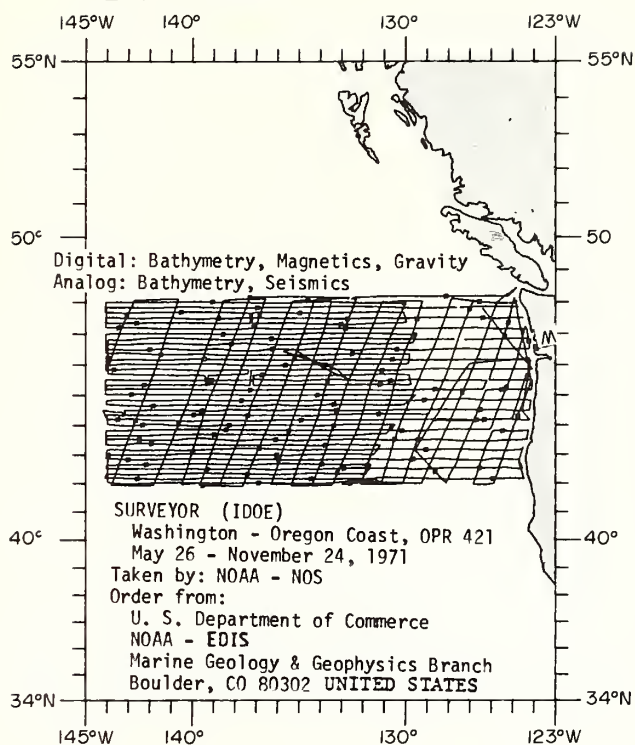 145°W 140° 130° 123°W
55°N 55°N
50° 50
Digital: Bathymetry, Magnetics, Gravity
Analog: Bathymetry, Seismics
SURVEYOR (IDOE)
40° 40°
Washington - Oregon Coast, OPR 421
May 26 - November 24, 1971
Taken by: NOAA - NOS
Order from:
U. S. Department of Commerce
NOAA - EDIS
Marine Geology & Geophysics Branch
Boulder, CO 80302 UNITED STATES
34°N 34°N
145°W 140° 130° 123°W